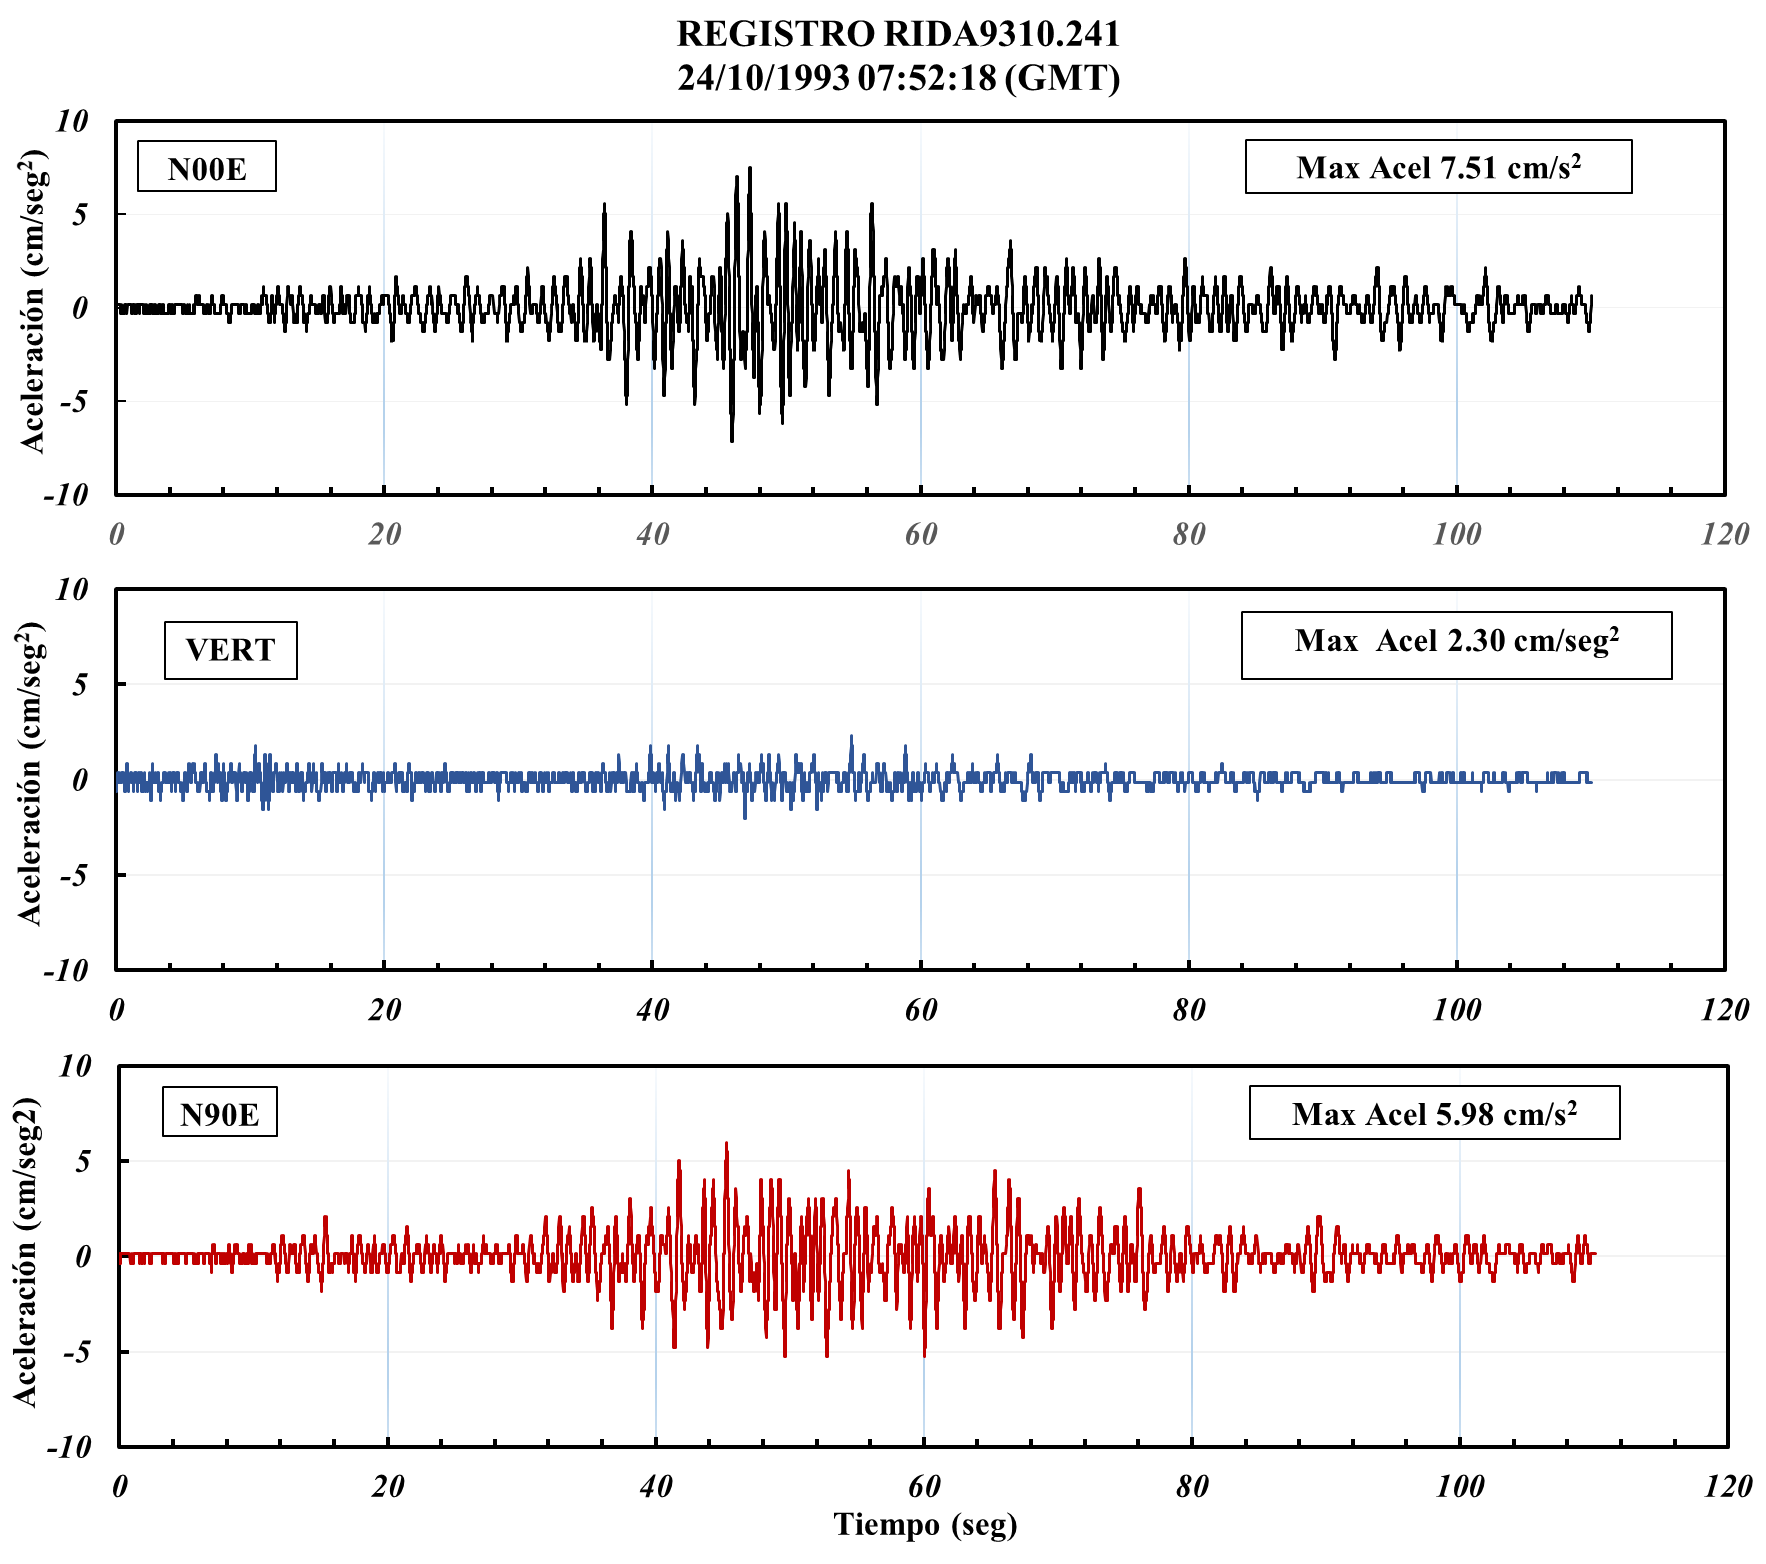 REGISTRO RIDA9310.241
24/10/1993 07:52:18 (GMT)
N00E
Max Acel 7.51 cm/s²
Aceleración (cm/seg²)
10
5
0
-5
-10
0 20 40 60 80 100 120
VERT
Max Acel 2.30 cm/seg²
Aceleración (cm/seg²)
10
5
0
-5
-10
0 20 40 60 80 100 120
N90E
Max Acel 5.98 cm/s²
Aceleración (cm/seg2)
10
5
0
-5
-10
0 20 40 60 80 100 120
Tiempo (seg)